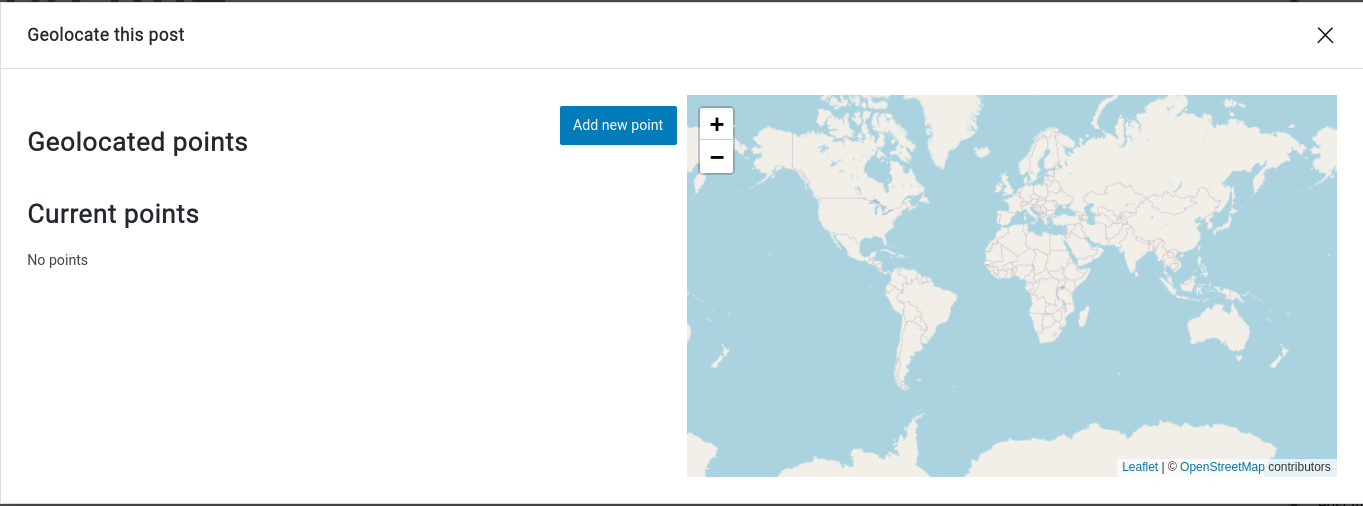 Geolocate this post
Geolocated points
Add new point
Current points
No points
+
−
Leaflet | © OpenStreetMap contributors